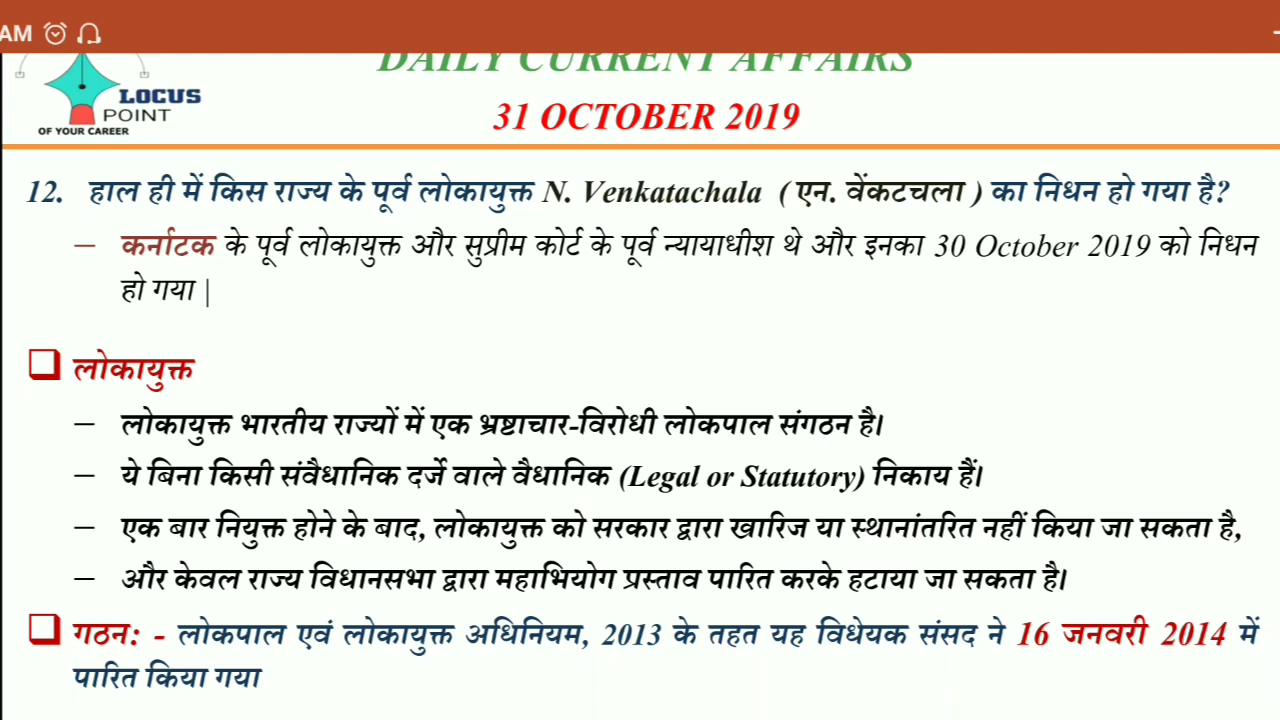 AM
DAILY CURRENT AFFAIRS
LOCUS
POINT
OF YOUR CAREER
31 OCTOBER 2019
12. हाल ही में किस राज्य के पूर्व लोकायुक्त N. Venkatachala ( एन. वेंकटचला ) का निधन हो गया है?
– कर्नाटक के पूर्व लोकायुक्त और सुप्रीम कोर्ट के पूर्व न्यायाधीश थे और इनका 30 October 2019 को निधन
हो गया |
❑ लोकायुक्त
– लोकायुक्त भारतीय राज्यों में एक भ्रष्टाचार-विरोधी लोकपाल संगठन है।
– ये बिना किसी संवैधानिक दर्जे वाले वैधानिक (Legal or Statutory) निकाय हैं।
– एक बार नियुक्त होने के बाद, लोकायुक्त को सरकार द्वारा खारिज या स्थानांतरित नहीं किया जा सकता है,
– और केवल राज्य विधानसभा द्वारा महाभियोग प्रस्ताव पारित करके हटाया जा सकता है।
❑ गठन: - लोकपाल एवं लोकायुक्त अधिनियम, 2013 के तहत यह विधेयक संसद ने 16 जनवरी 2014 में
पारित किया गया